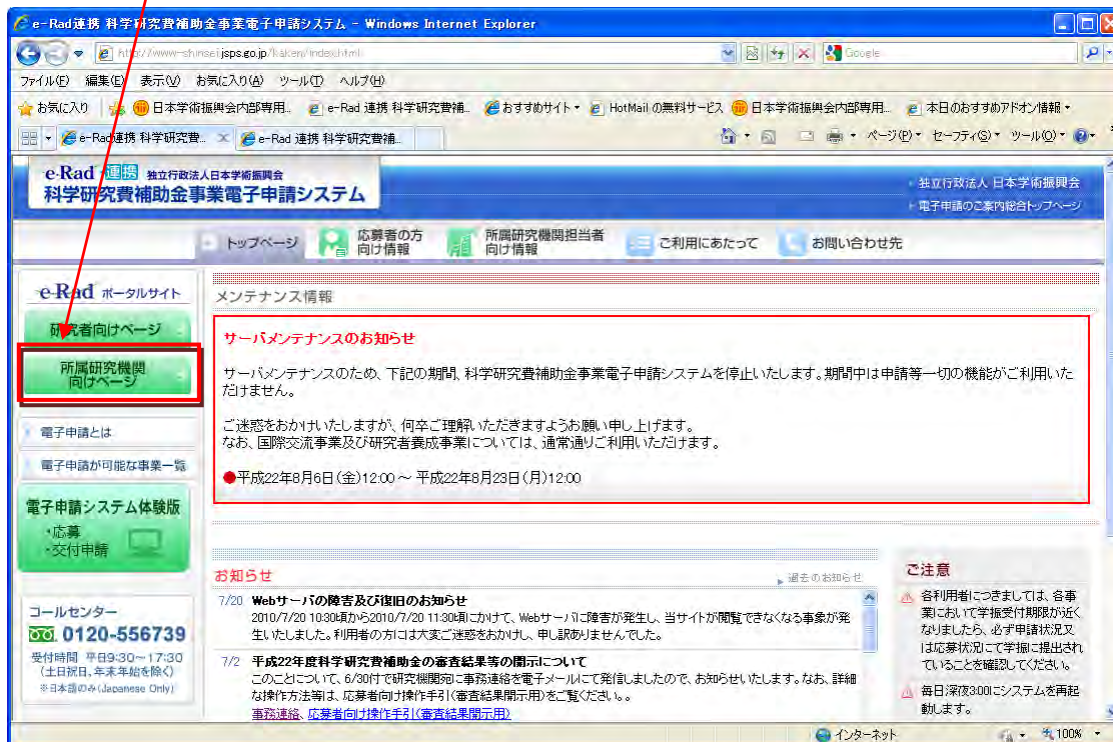 e-Rad連携 科学研究費補助金事業電子申請システム - Windows Internet Explorer
http://www-shinsei.jsps.go.jp/kaken/index.html
Google
ファイル(F) 編集(E) 表示(V) お気に入り(A) ツール(T) ヘルプ(H)
お気に入り 日本学術振興会内部専用... e-Rad 連携 科学研究費補... おすすめサイト HotMail の無料サービス 日本学術振興会内部専用... 本日のおすすめアドオン情報
e-Rad連携 科学研究費... e-Rad 連携 科学研究費補... ページ(P) セーフティ(S) ツール(O)
e-Rad 連携 独立行政法人日本学術振興会
科学研究費補助金事業電子申請システム
独立行政法人 日本学術振興会
電子申請のご案内総合トップページ
トップページ 応募者の方向け情報 所属研究機関担当者向け情報 ご利用にあたって お問い合わせ先
e-Rad ポータルサイト
研究者向けページ
所属研究機関
向けページ
電子申請とは
電子申請が可能な事業一覧
電子申請システム体験版
・応募
・交付申請
コールセンター
0120-556739
受付時間 平日9:30～17:30
(土日祝日、年末年始を除く)
※日本語のみ(Japanese Only)
メンテナンス情報
サーバメンテナンスのお知らせ
サーバメンテナンスのため、下記の期間、科学研究費補助金事業電子申請システムを停止いたします。期間中は申請等一切の機能がご利用いた
だけません。
ご迷惑をおかけいたしますが、何卒ご理解いただきますようお願い申し上げます。
なお、国際交流事業及び研究者養成事業については、通常通りご利用いただけます。
●平成22年8月6日(金)12:00 ～ 平成22年8月23日(月)12:00
お知らせ
過去のお知らせ
7/20 Webサーバの障害及び復旧のお知らせ
2010/7/20 10:30頃から2010/7/20 11:30頃にかけて、Webサーバに障害が発生し、当サイトが閲覧できなくなる事象が発
生いたしました。利用者の方には大変ご迷惑をおかけし、申し訳ありませんでした。
7/2 平成22年度科学研究費補助金の審査結果等の開示について
このことについて、6/30付で研究機関宛に事務連絡を電子メールにて発信しましたので、お知らせいたします。なお、詳細
な操作方法等は、応募者向け操作手引(審査結果開示用)をご覧ください。。
事務連絡、応募者向け操作手引(審査結果開示用)
ご注意
各利用者につきましては、各事
業において学振受付期限が近く
なりましたら、必ず申請状況又
は応募状況にて学振に提出され
ていることを確認してください。
毎日深夜3:00にシステムを再起
動します。
インターネット
100%